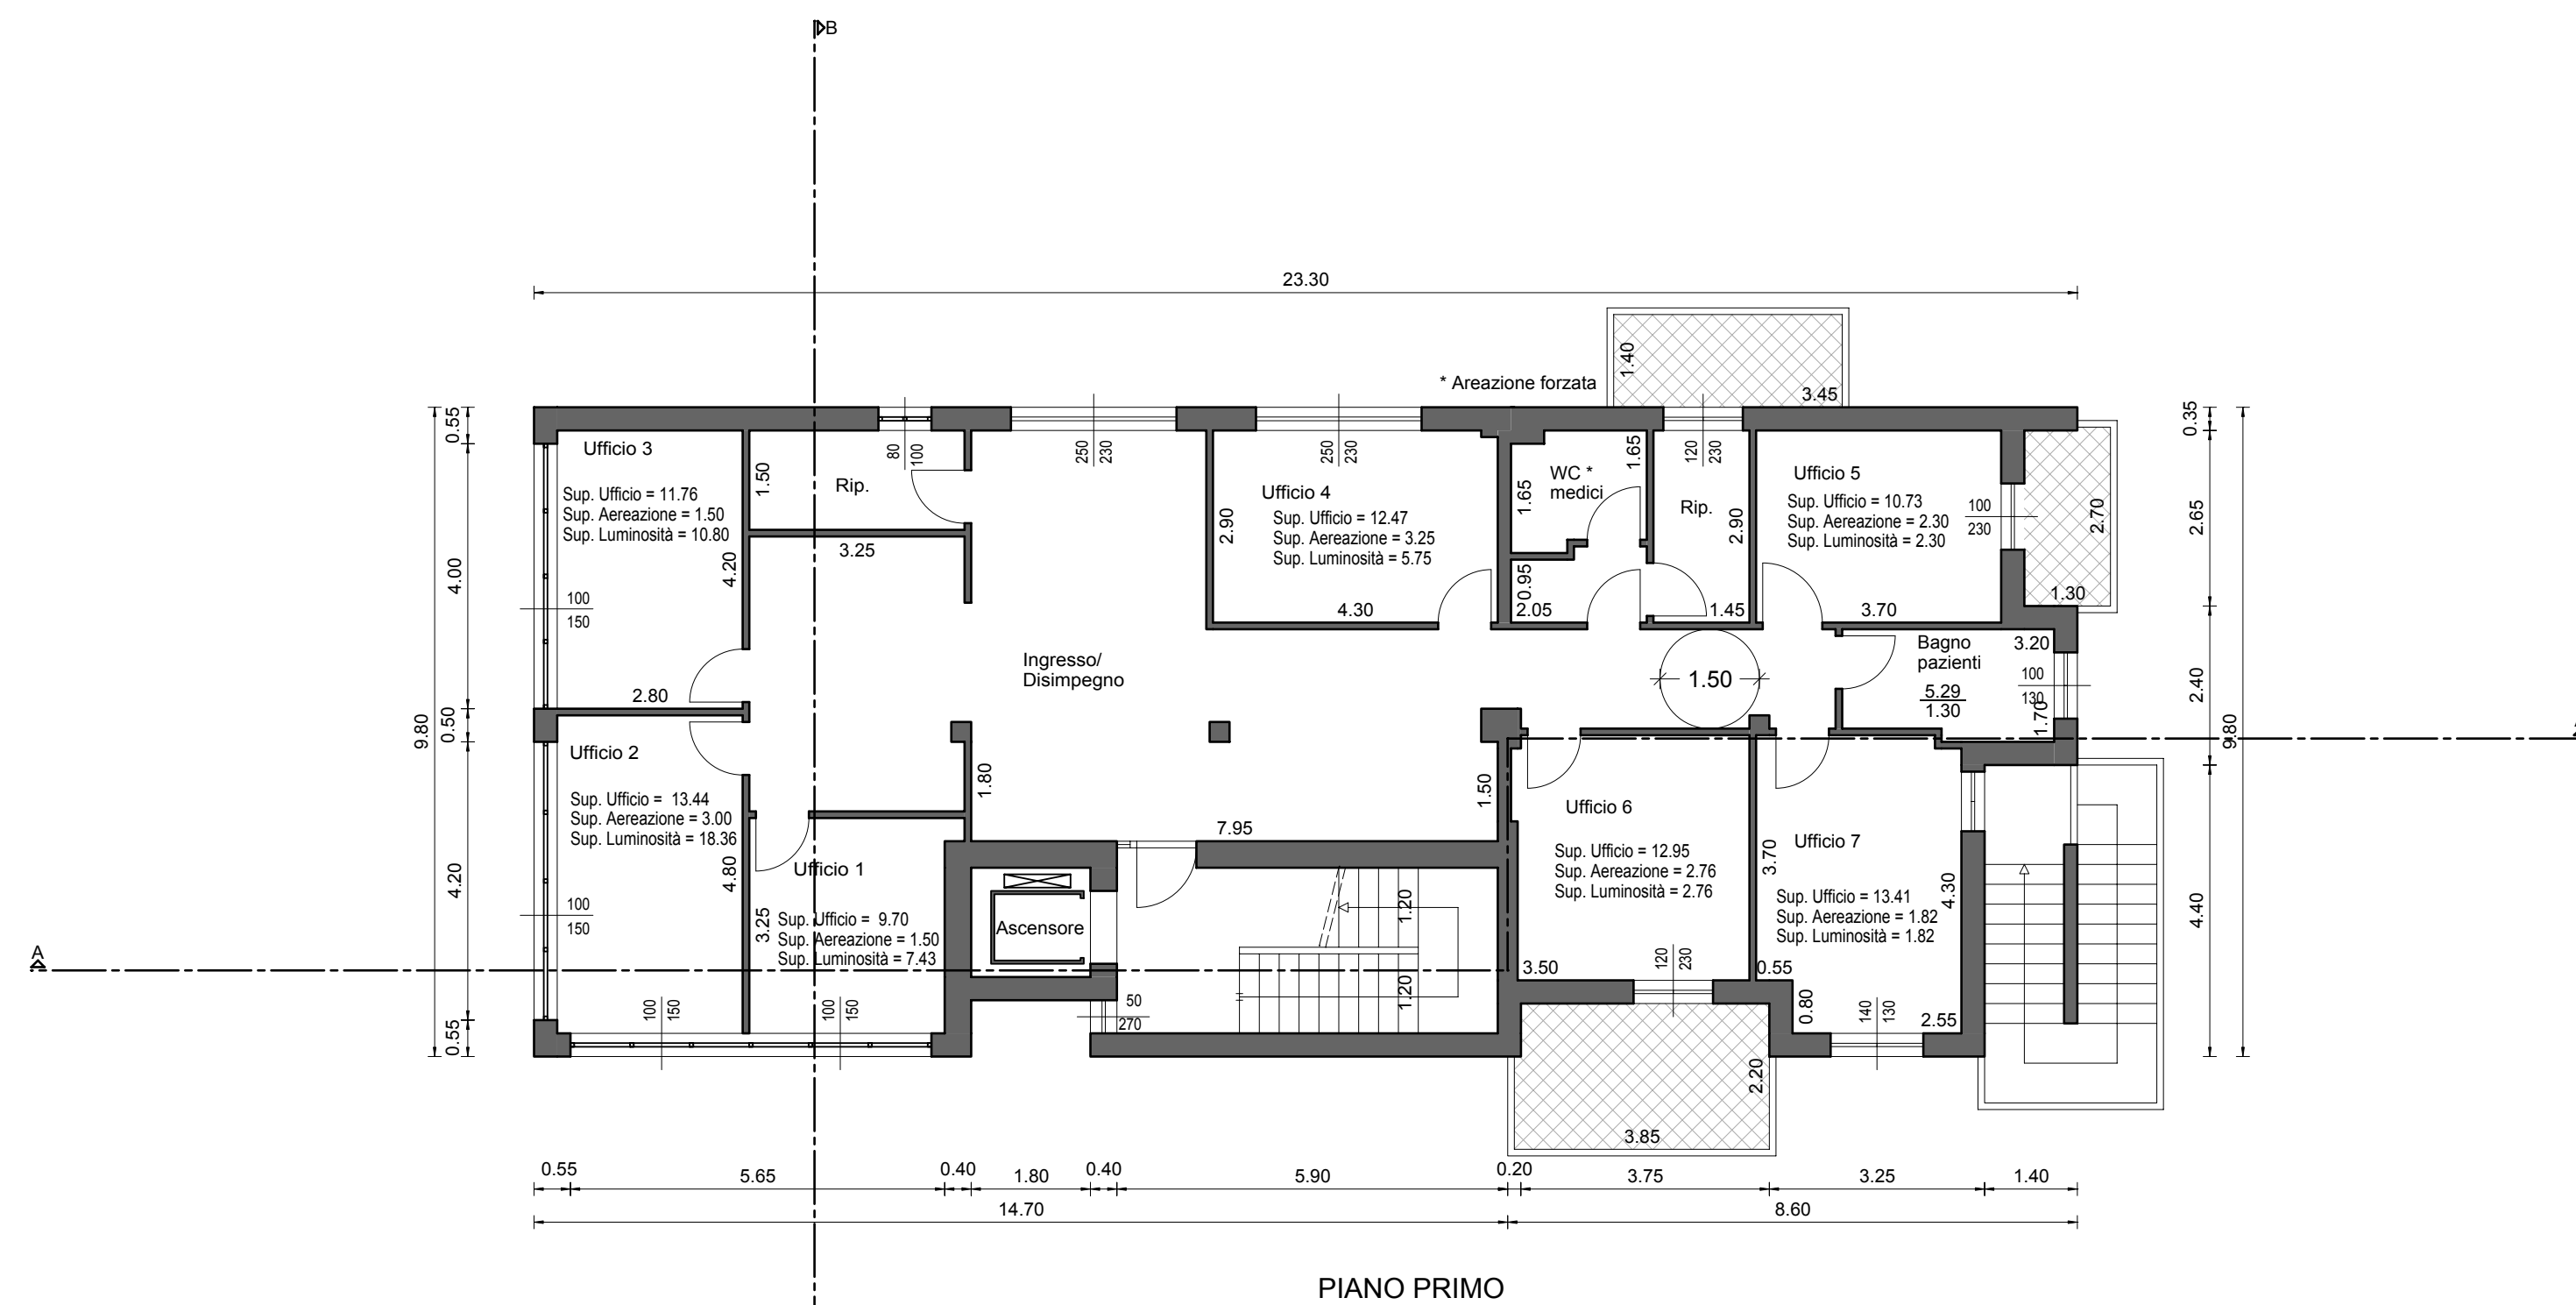 B
23.30
1.40
3.45
* Areazione forzata
0.55
4.00
0.50
4.20
0.55
9.80
Ufficio 3
Sup. Ufficio = 11.76
Sup. Aereazione = 1.50
Sup. Luminosità = 10.80
4.20
2.80
100
150
1.50
Rip.
80
100
3.25
250
230
250
230
Ufficio 4
Sup. Ufficio = 12.47
Sup. Aereazione = 3.25
Sup. Luminosità = 5.75
2.90
4.30
WC *
medici
1.65
1.65
0.95
2.05
Rip.
120
230
2.90
1.45
Ufficio 5
Sup. Ufficio = 10.73
Sup. Aereazione = 2.30
Sup. Luminosità = 2.30
3.70
100
230
2.70
1.30
0.35
2.65
2.40
4.40
9.80
Ingresso/
Disimpegno
1.50
Bagno
pazienti
3.20
5.29
1.30
100
130
1.70
Ufficio 2
Sup. Ufficio = 13.44
Sup. Aereazione = 3.00
Sup. Luminosità = 18.36
4.80
100
150
100
150
Ufficio 1
Sup. Ufficio = 9.70
Sup. Aereazione = 1.50
Sup. Luminosità = 7.43
3.25
100
150
1.80
7.95
1.50
Ascensore
50
270
1.20
1.20
Ufficio 6
Sup. Ufficio = 12.95
Sup. Aereazione = 2.76
Sup. Luminosità = 2.76
3.50
120
230
3.70
Ufficio 7
Sup. Ufficio = 13.41
Sup. Aereazione = 1.82
Sup. Luminosità = 1.82
4.30
0.55
0.80
140
130
2.55
2.20
3.85
A
0.55
5.65
0.40
1.80
0.40
5.90
0.20
3.75
3.25
1.40
14.70
8.60
PIANO PRIMO